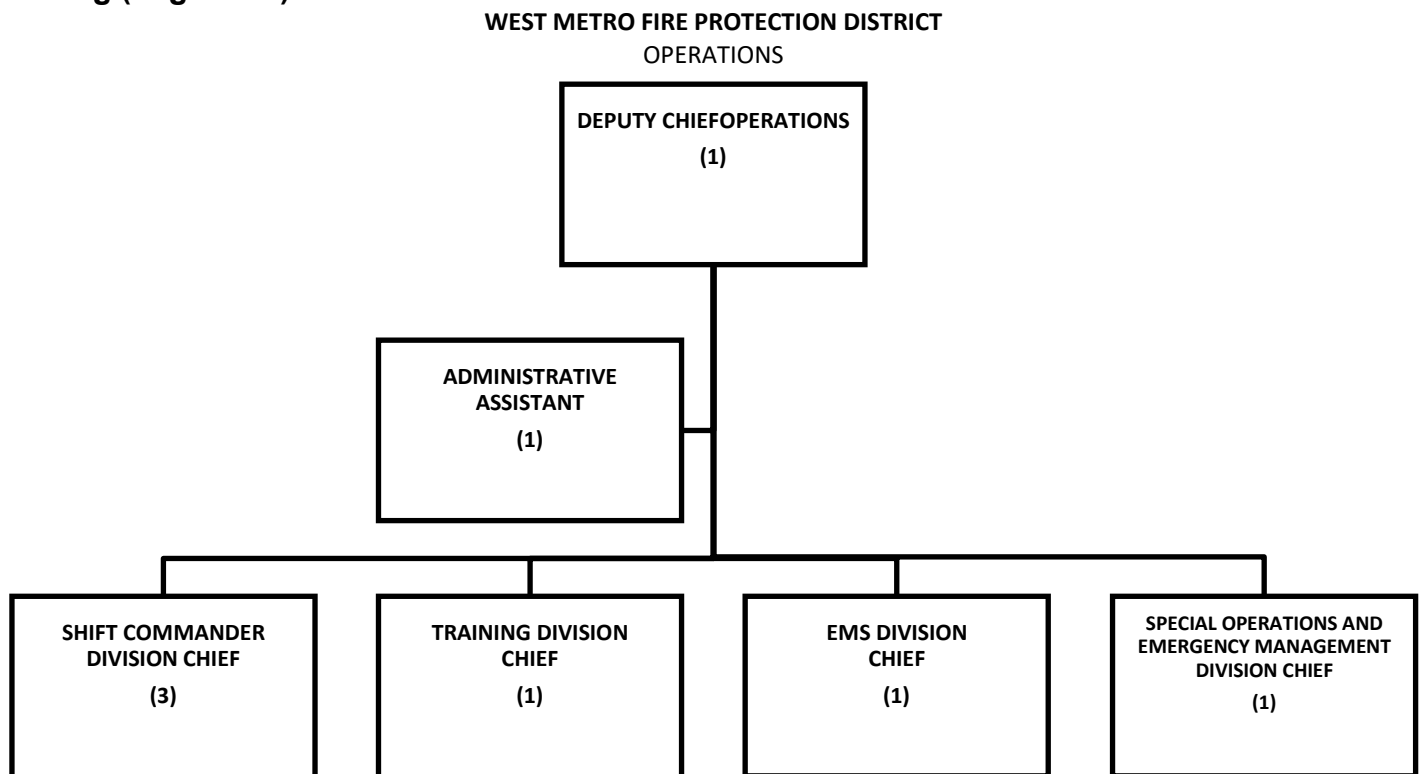 WEST METRO FIRE PROTECTION DISTRICT
OPERATIONS
DEPUTY CHIEFOPERATIONS
(1)
ADMINISTRATIVE
ASSISTANT
(1)
SHIFT COMMANDER
DIVISION CHIEF
(3)
TRAINING DIVISION
CHIEF
(1)
EMS DIVISION
CHIEF
(1)
SPECIAL OPERATIONS AND
EMERGENCY MANAGEMENT
DIVISION CHIEF
(1)